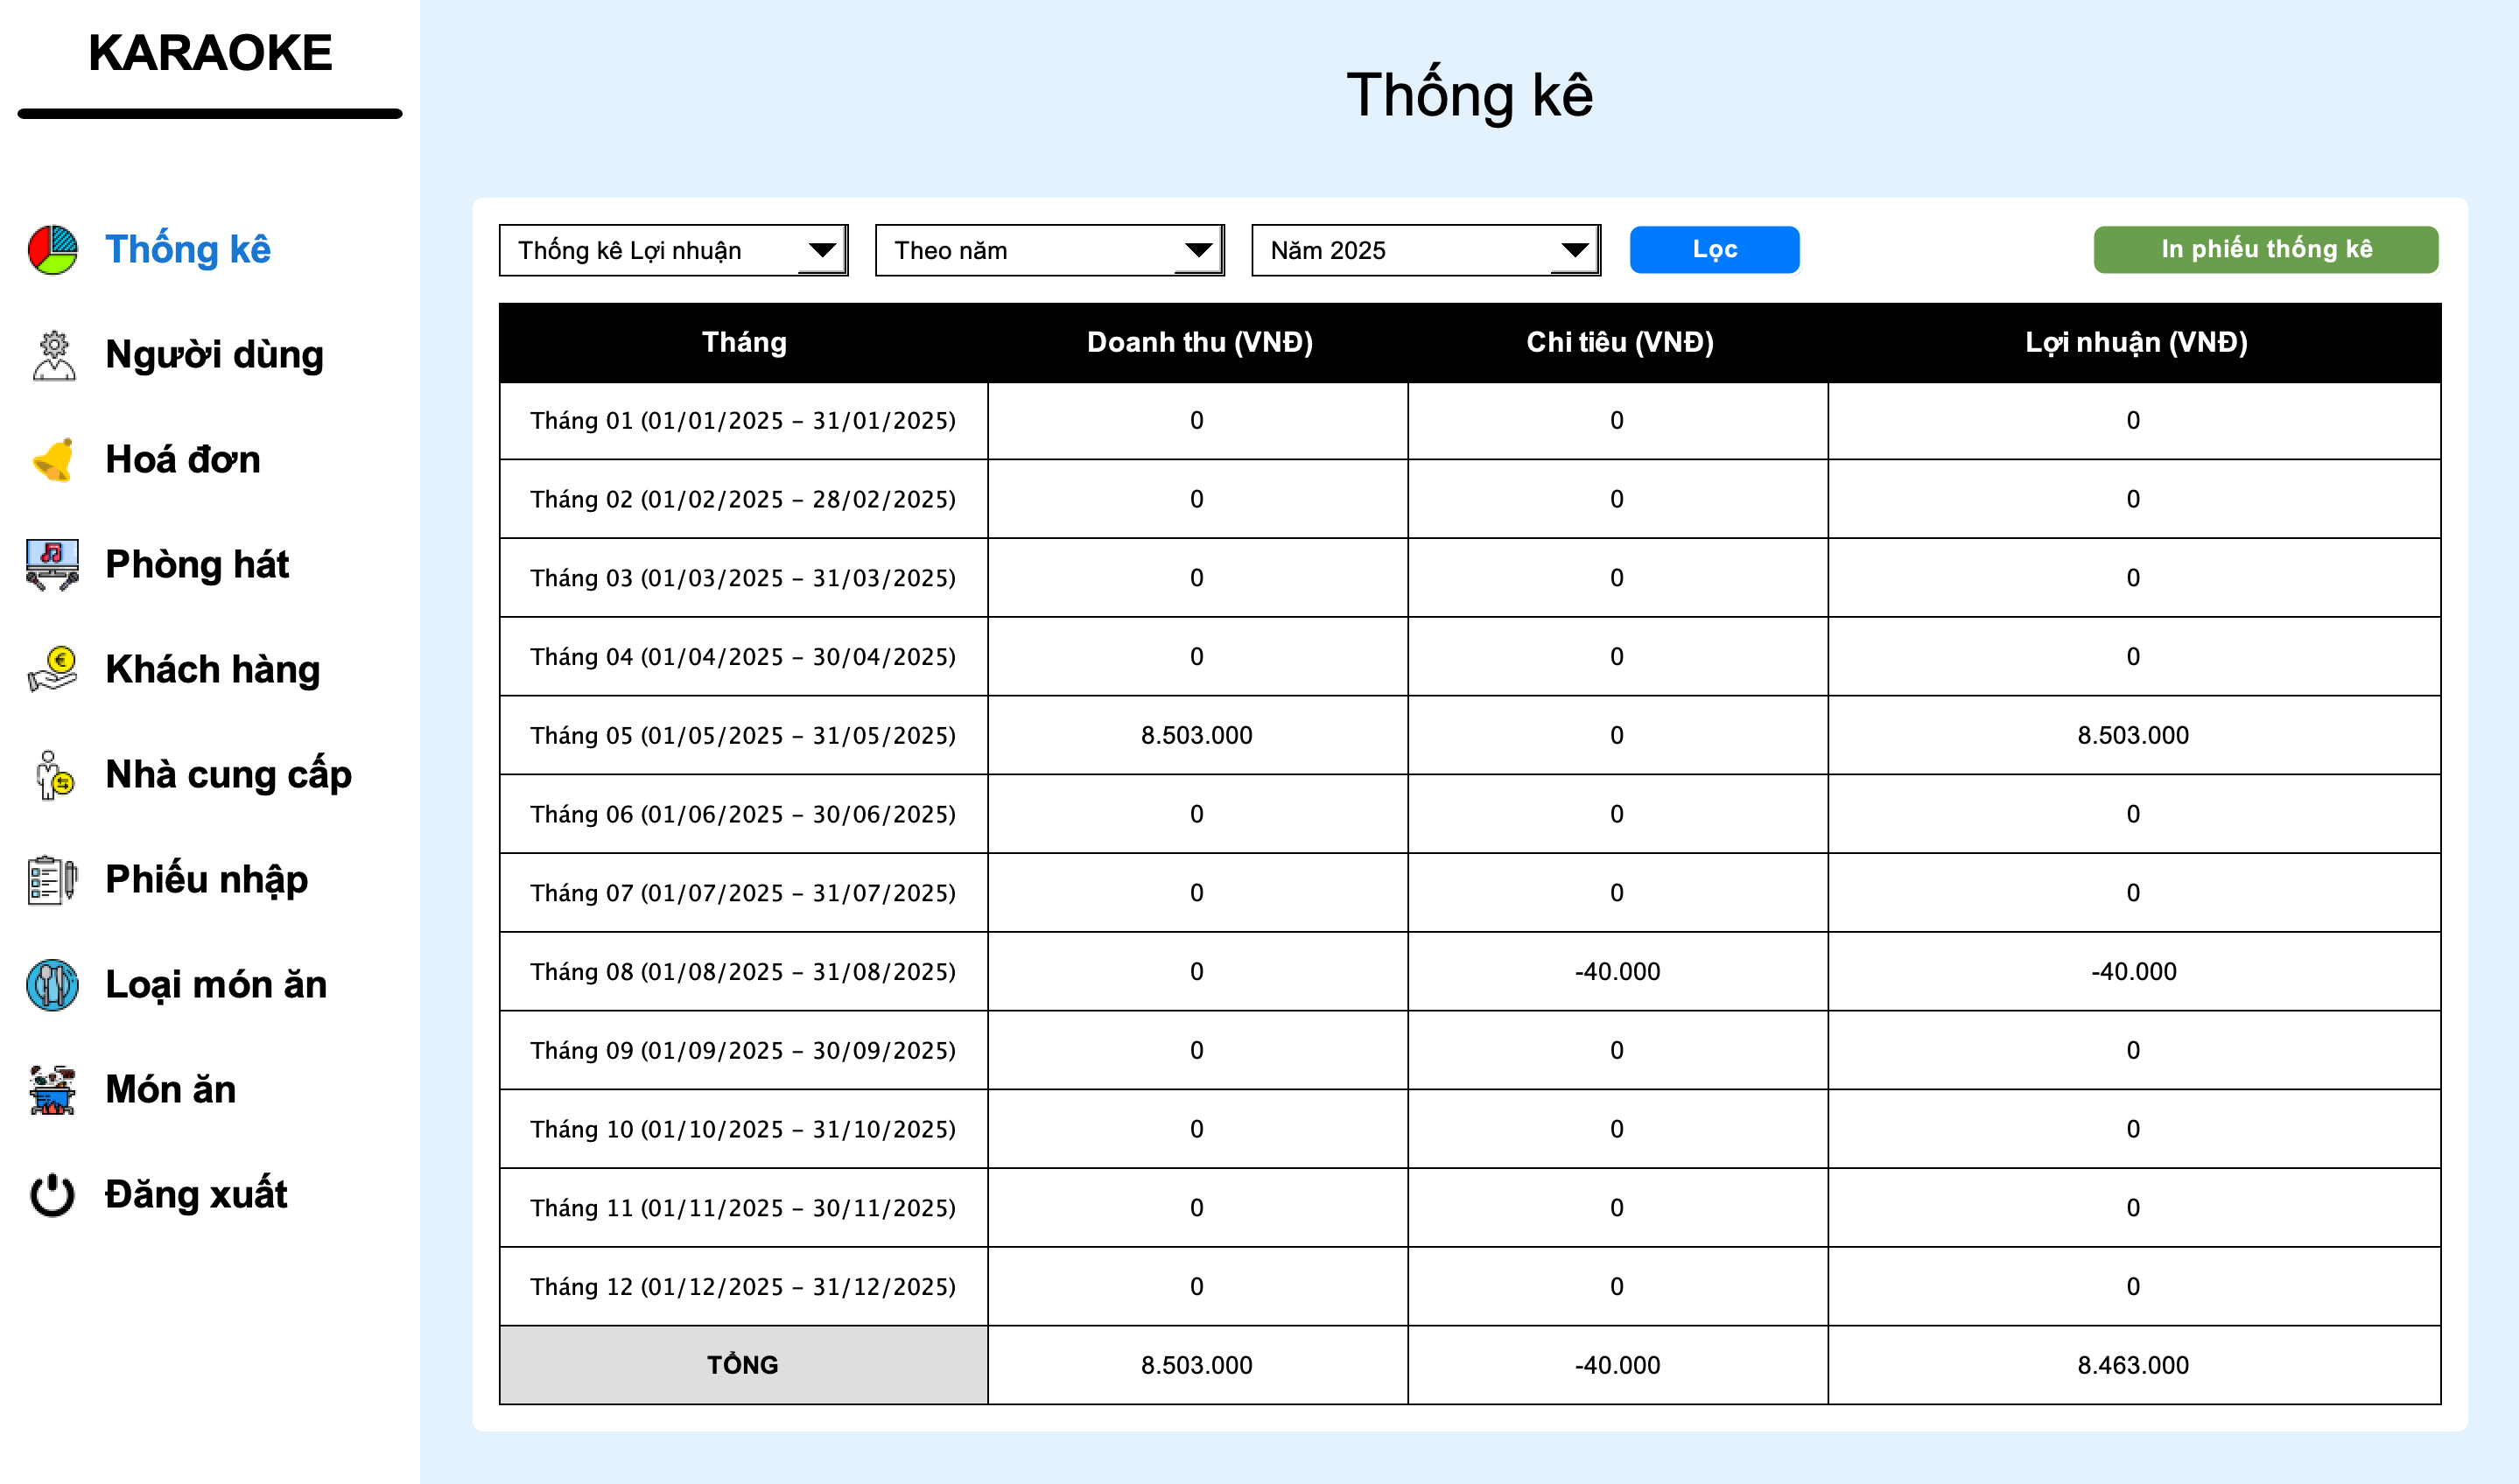 KARAOKE
Thống kê
Người dùng
Hoá đơn
Phòng hát
Khách hàng
Nhà cung cấp
Phiếu nhập
Loại món ăn
Món ăn
Đăng xuất
Thống kê
Thống kê Lợi nhuận Theo năm Năm 2025 Lọc In phiếu thống kê
Tháng Doanh thu (VNĐ) Chi tiêu (VNĐ) Lợi nhuận (VNĐ)
Tháng 01 (01/01/2025 – 31/01/2025) 0 0 0
Tháng 02 (01/02/2025 – 28/02/2025) 0 0 0
Tháng 03 (01/03/2025 – 31/03/2025) 0 0 0
Tháng 04 (01/04/2025 – 30/04/2025) 0 0 0
Tháng 05 (01/05/2025 – 31/05/2025) 8.503.000 0 8.503.000
Tháng 06 (01/06/2025 – 30/06/2025) 0 0 0
Tháng 07 (01/07/2025 – 31/07/2025) 0 0 0
Tháng 08 (01/08/2025 – 31/08/2025) 0 -40.000 -40.000
Tháng 09 (01/09/2025 – 30/09/2025) 0 0 0
Tháng 10 (01/10/2025 – 31/10/2025) 0 0 0
Tháng 11 (01/11/2025 – 30/11/2025) 0 0 0
Tháng 12 (01/12/2025 – 31/12/2025) 0 0 0
TỔNG 8.503.000 -40.000 8.463.000